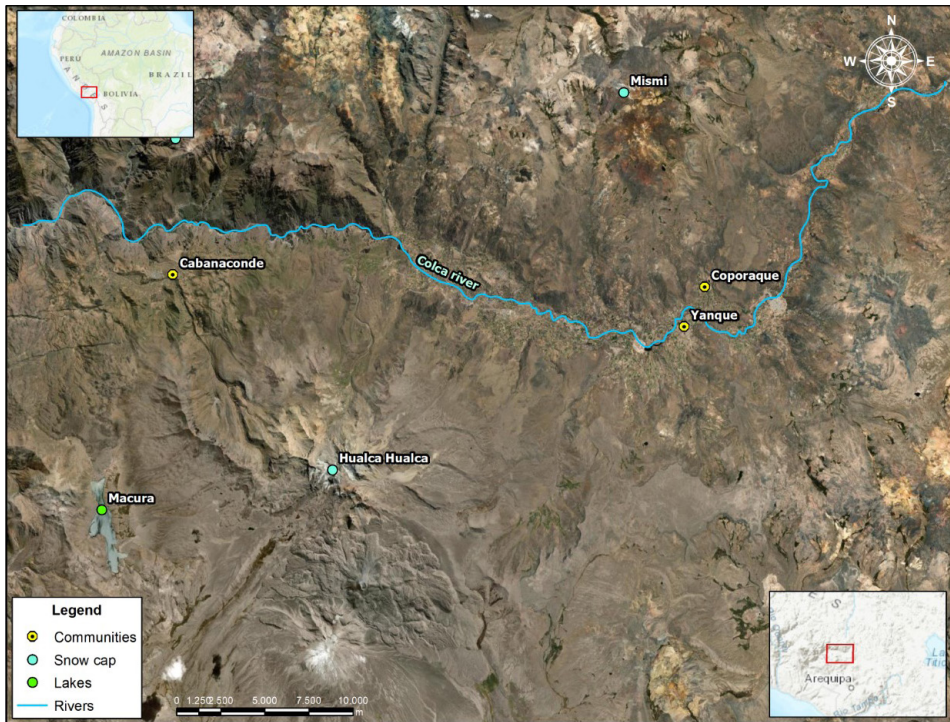 COLOMBIA
PERU
AMAZON BASIN
BRAZIL
BOLIVIA
N
W
E
S
Mismi
Cabanaconde
Colca river
Coporaque
Yanque
Hualca Hualca
Macura
Legend
Communities
Snow cap
Lakes
Rivers
0 1.250 2.500 5.000 7.500 10.000
m
Arequipa